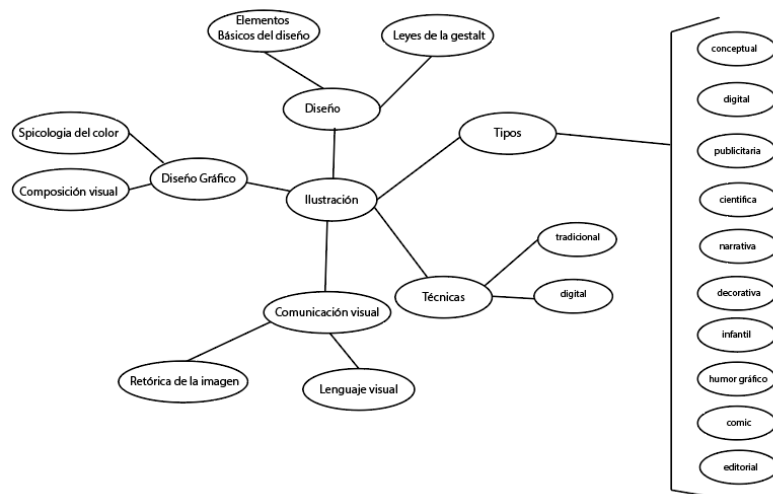 Elementos
Básicos del diseño
Leyes de la gestalt
Diseño
Spicologia del color
Composición visual
Diseño Gráfico
Ilustración
Tipos
Técnicas
tradicional
digital
Comunicación visual
Retórica de la imagen
Lenguaje visual
conceptual
digital
publicitaria
cientifica
narrativa
decorativa
infantil
humor gráfico
comic
editorial